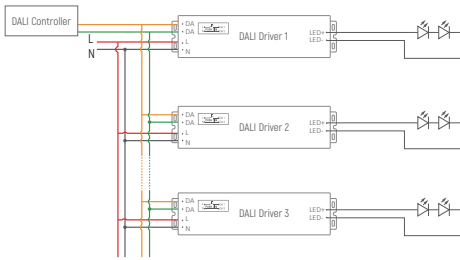 DALI Controller
L
N
DA
DA
L
N
DALI Driver 1
LED+
LED-
DA
DA
L
N
DALI Driver 2
LED+
LED-
DA
DA
L
N
DALI Driver 3
LED+
LED-